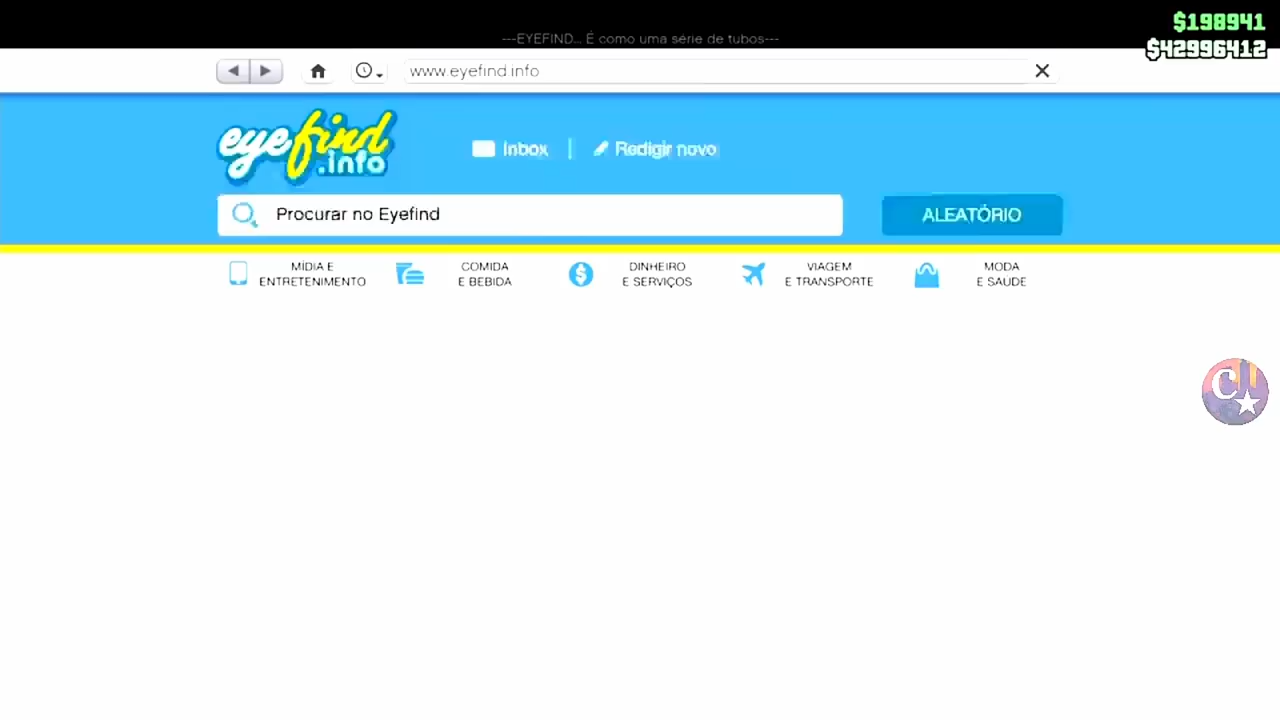 $198941
---EYEFIND... É como uma série de tubos---
$42996412
www.eyefind.info
eyefind
.info
Inbox | Redigir novo
Procurar no Eyefind
ALEATÓRIO
MÍDIA E
ENTRETENIMENTO
COMIDA
E BEBIDA
DINHEIRO
E SERVIÇOS
VIAGEM
E TRANSPORTE
MODA
E SAÚDE